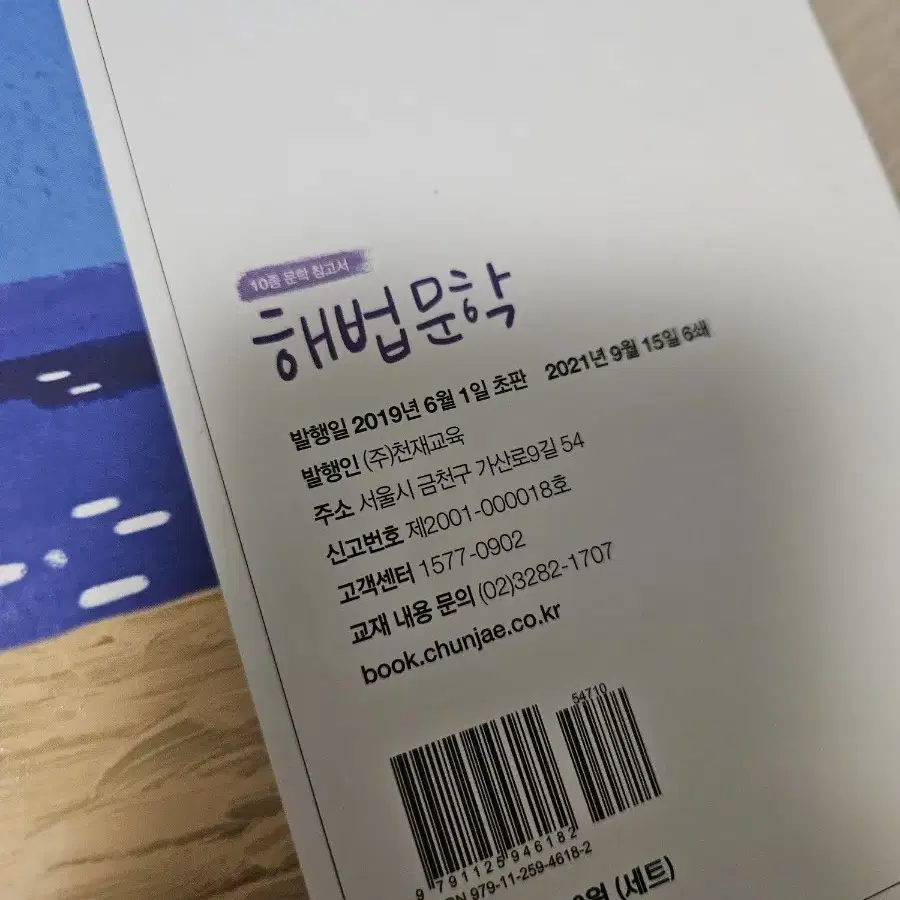 10종 문학 참고서
해법문학
발행일 2019년 6월 1일 초판 2021년 9월 15일 6쇄
발행인 (주)천재교육
주소 서울시 금천구 가산로9길 54
신고번호 제2001-000018호
고객센터 1577-0902
교재 내용 문의 (02)3282-1707
book.chunjae.co.kr
54710
9 791125 946182
979-11-259-4618-2
(세트)